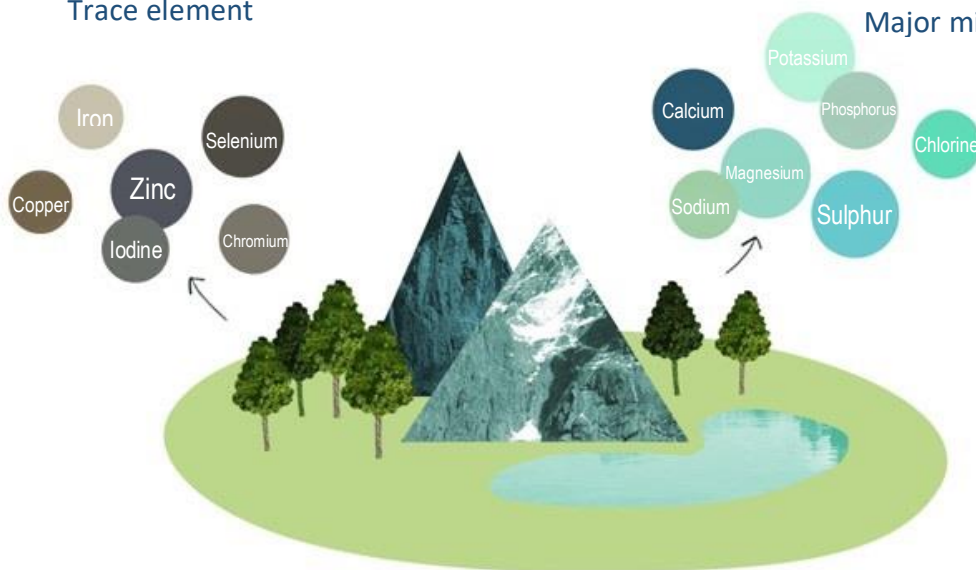 Trace element
Major mi
Iron
Selenium
Copper
Zinc
Iodine
Chromium
Potassium
Calcium
Phosphorus
Chlorine
Magnesium
Sodium
Sulphur